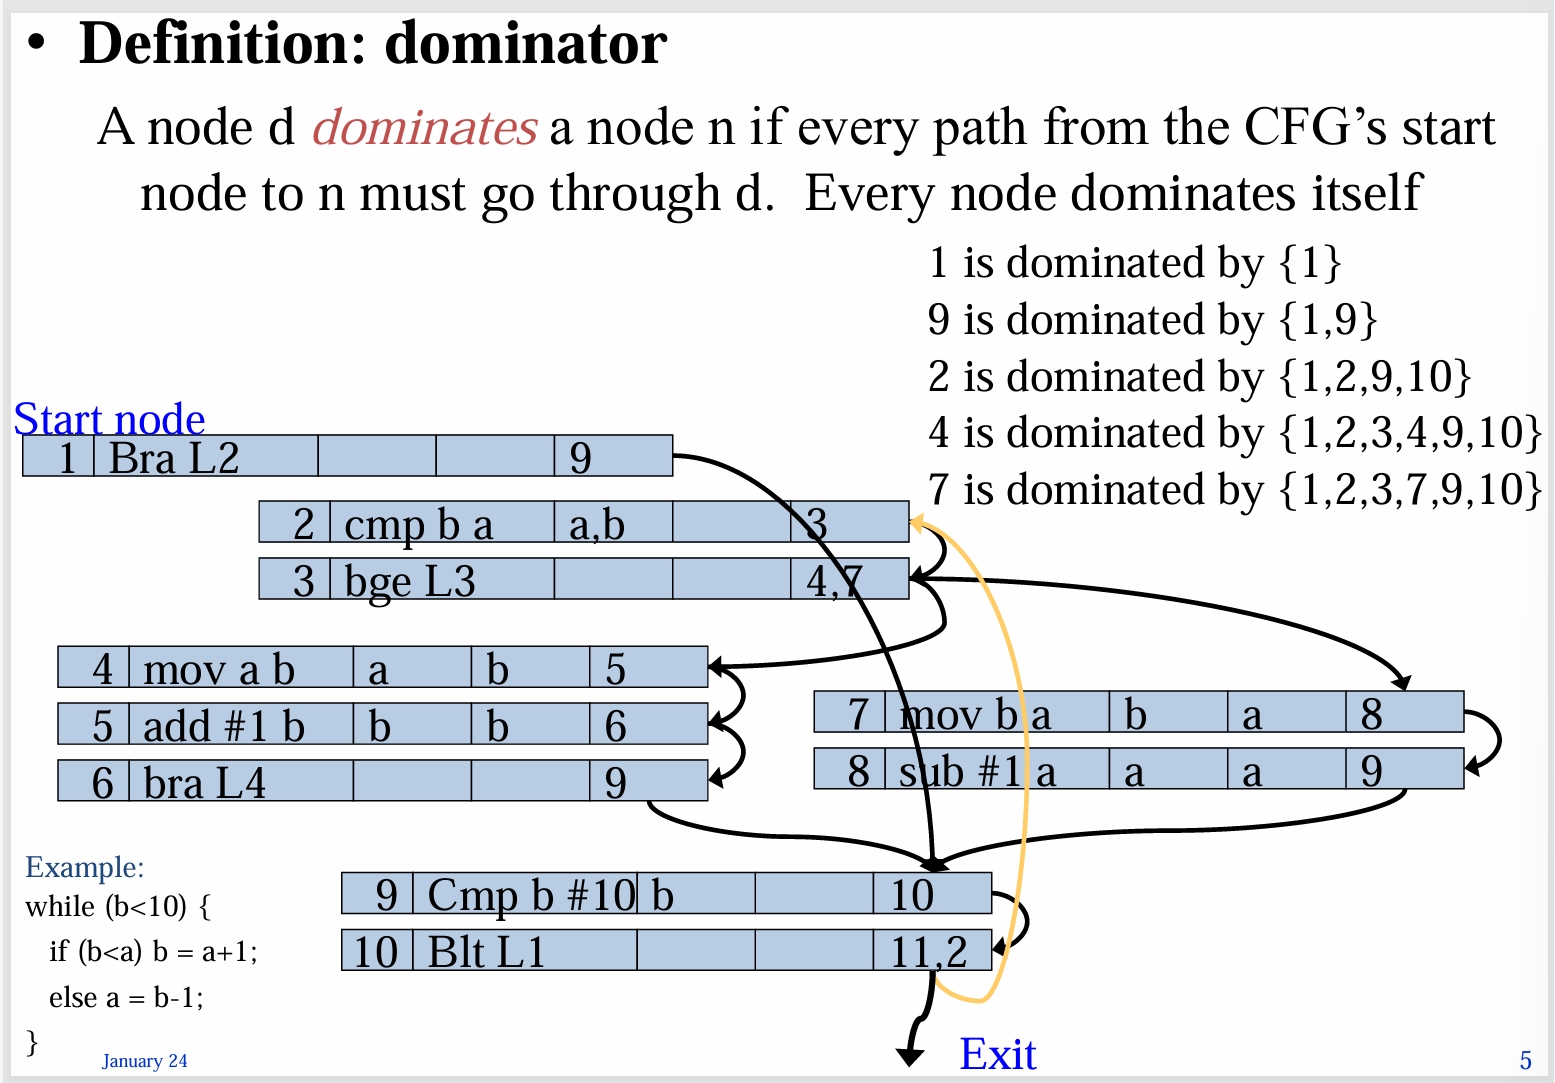 • Definition: dominator
A node d dominates a node n if every path from the CFG’s start
node to n must go through d. Every node dominates itself
1 is dominated by {1}
9 is dominated by {1,9}
2 is dominated by {1,2,9,10}
4 is dominated by {1,2,3,4,9,10}
7 is dominated by {1,2,3,7,9,10}
Start node
1 Bra L2 9
2 cmp b a a,b 3
3 bge L3 4,7
4 mov a b a b 5
5 add #1 b b b 6
6 bra L4 9
7 mov b a b a 8
8 sub #1 a a a 9
9 Cmp b #10 b 10
10 Blt L1 11,2
Example:
while (b<10) {
if (b<a) b = a+1;
else a = b-1;
}
January 24
Exit
5